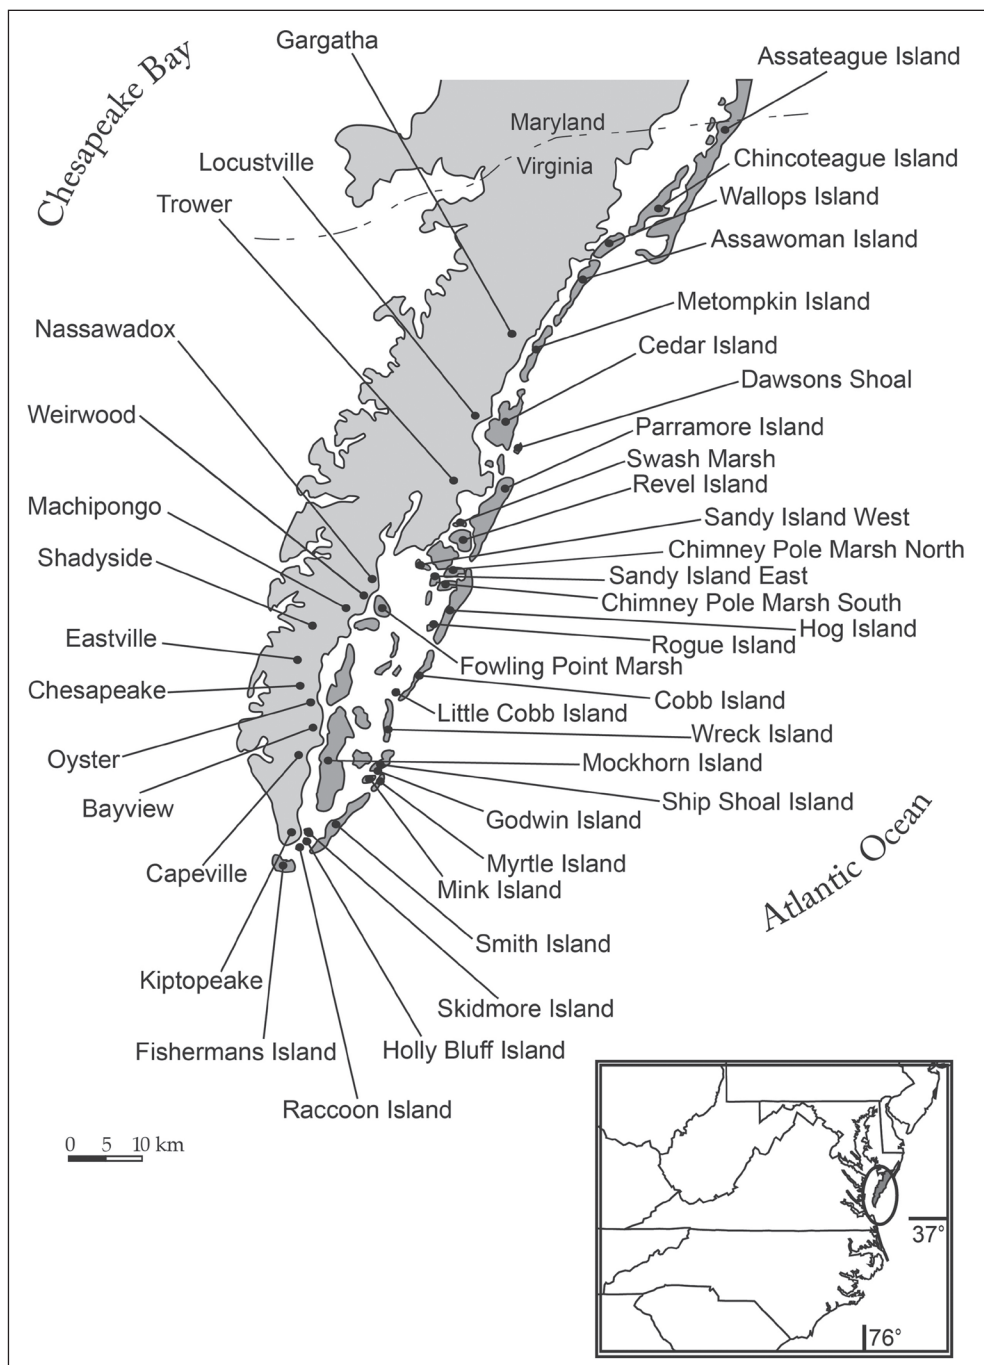 Gargatha
Assateague Island
Chesapeake Bay
Maryland
Locustville
Chincoteague Island
Virginia
Trower
Wallops Island
Assawoman Island
Metompkin Island
Nassawadox
Cedar Island
Dawsons Shoal
Weirwood
Parramore Island
Swash Marsh
Revel Island
Machipongo
Sandy Island West
Chimney Pole Marsh North
Shadyside
Sandy Island East
Chimney Pole Marsh South
Hog Island
Eastville
Rogue Island
Fowling Point Marsh
Chesapeake
Cobb Island
Little Cobb Island
Wreck Island
Oyster
Mockhorn Island
Bayview
Ship Shoal Island
Godwin Island
Atlantic Ocean
Myrtle Island
Capeville
Mink Island
Smith Island
Kiptopeake
Skidmore Island
Fishermans Island
Holly Bluff Island
Raccoon Island
0 5 10 km
37°
76°